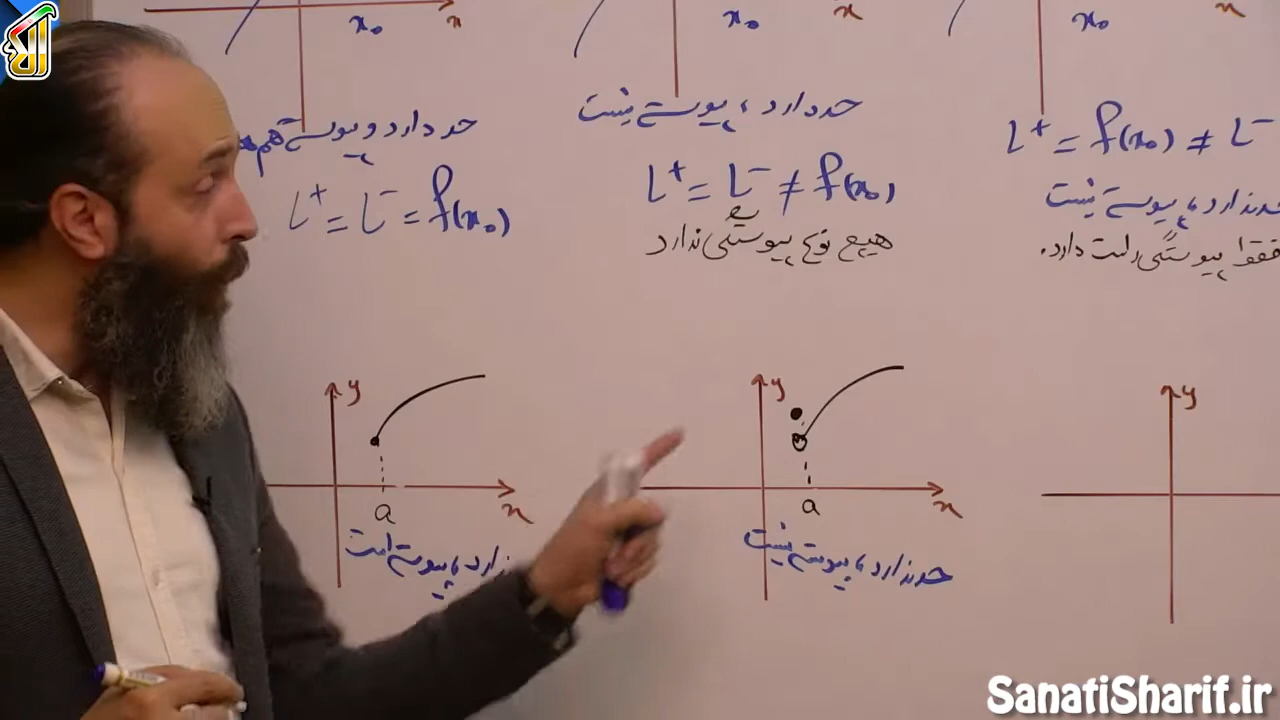 x₀ x
x₀ x
x₀ x
حد دارد و پیوسته هم
L⁺ = L⁻ = f(x₀)
حد دارد، پیوسته نیست
L⁺ = L⁻ ≠ f(x₀)
هیچ نوع پیوستگی ندارد
L⁺ = f(x₀) ≠ L⁻
حد ندارد، پیوسته نیست
فقط پیوستگی راست دارد.
y
a
x
ندارد، پیوسته است
y
a
x
حد ندارد، پیوسته نیست
y
SanatiSharif.ir